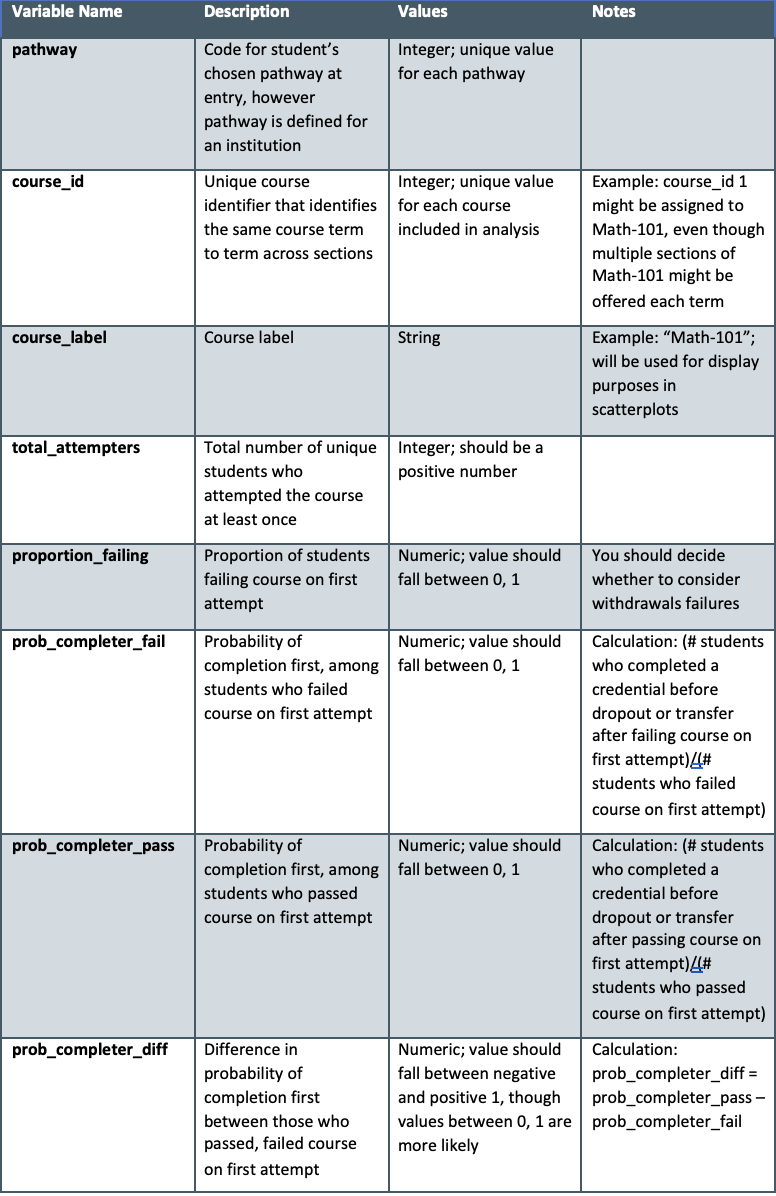 Variable Name
Description
Values
Notes
pathway
Code for student's
chosen pathway at
entry, however
pathway is defined for
an institution
Integer; unique value
for each pathway
course_id
Unique course
identifier that identifies
the same course term
to term across sections
Integer; unique value
for each course
included in analysis
Example: course_id 1
might be assigned to
Math-101, even though
multiple sections of
Math-101 might be
offered each term
course_label
Course label
String
Example: “Math-101”;
will be used for display
purposes in
scatterplots
total_attempters
Total number of unique
students who
attempted the course
at least once
Integer; should be a
positive number
proportion_failing
Proportion of students
failing course on first
attempt
Numeric; value should
fall between 0, 1
You should decide
whether to consider
withdrawals failures
prob_completer_fail
Probability of
completion first, among
students who failed
course on first attempt
Numeric; value should
fall between 0, 1
Calculation: (# students
who completed a
credential before
dropout or transfer
after failing course on
first attempt)/(#
students who failed
course on first attempt)
prob_completer_pass
Probability of
completion first, among
students who passed
course on first attempt
Numeric; value should
fall between 0, 1
Calculation: (# students
who completed a
credential before
dropout or transfer
after passing course on
first attempt)/(#
students who passed
course on first attempt)
prob_completer_diff
Difference in
probability of
completion first
between those who
passed, failed course
on first attempt
Numeric; value should
fall between negative
and positive 1, though
values between 0, 1 are
more likely
Calculation:
prob_completer_diff =
prob_completer_pass –
prob_completer_fail